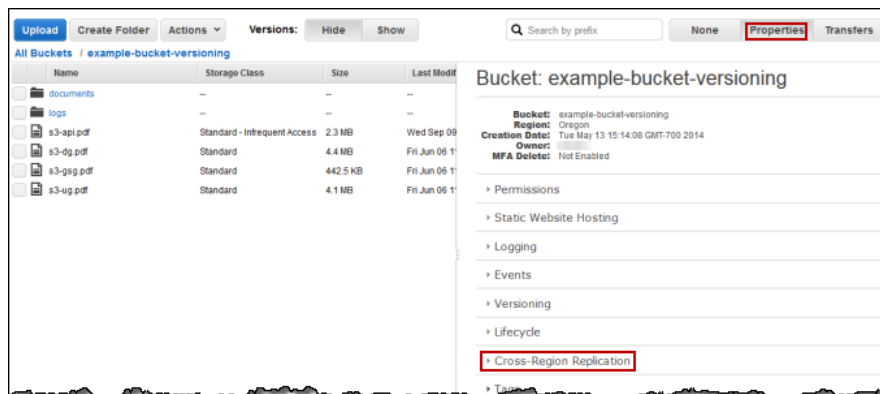 Upload Create Folder Actions Versions: Hide Show Search by prefix None Properties Transfers
All Buckets / example-bucket-versioning
Name Storage Class Size Last Modif
documents -- -- --
logs -- -- --
s3-api.pdf Standard - Infrequent Access 2.3 MB Wed Sep 09
s3-dg.pdf Standard 4.4 MB Fri Jun 06 1
s3-gsg.pdf Standard 442.5 KB Fri Jun 06 1
s3-ug.pdf Standard 4.1 MB Fri Jun 06 1
Bucket: example-bucket-versioning
Bucket: example-bucket-versioning
Region: Oregon
Creation Date: Tue May 13 15:14:08 GMT-700 2014
Owner:
MFA Delete: Not Enabled
Permissions
Static Website Hosting
Logging
Events
Versioning
Lifecycle
Cross-Region Replication
Tags